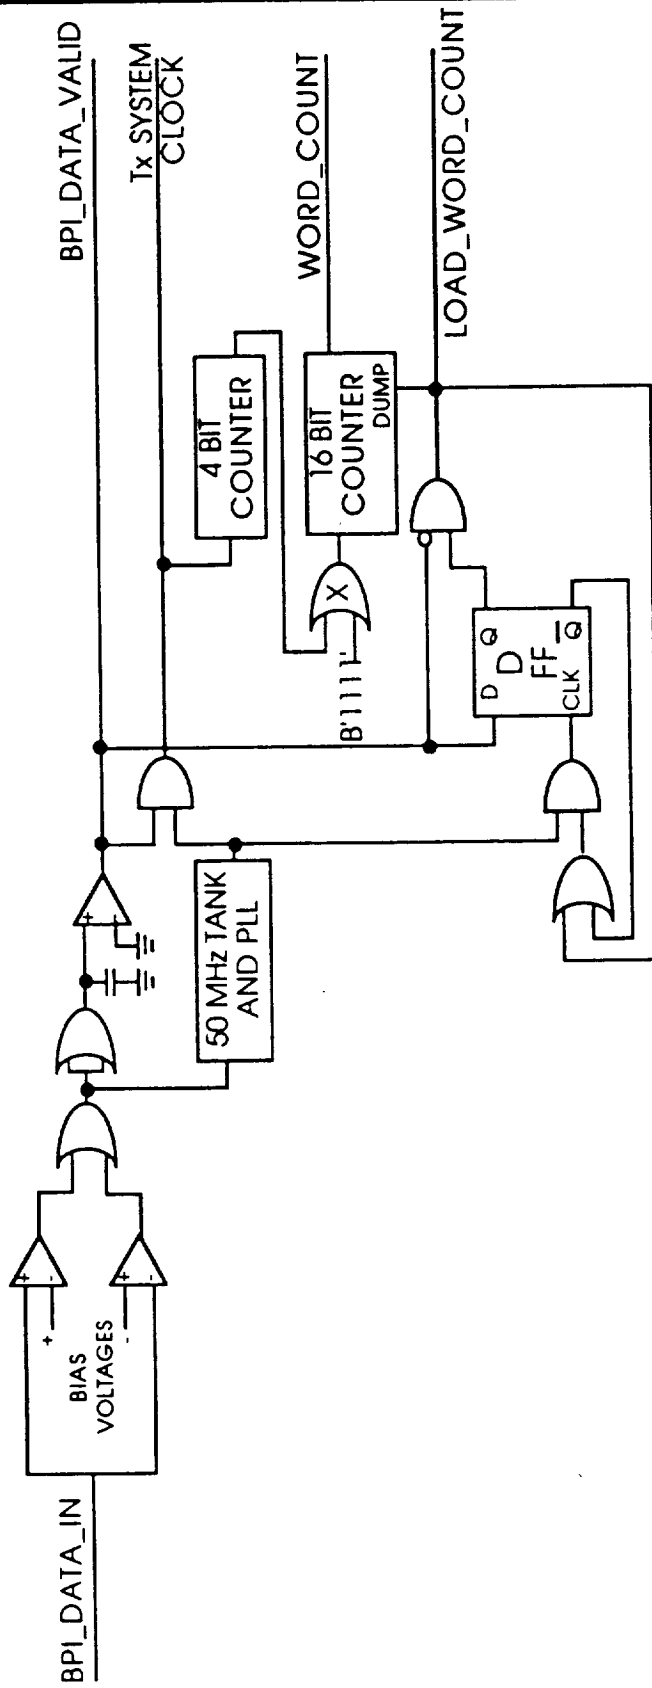 BPI_DATA_IN
BIAS
VOLTAGES
+
-
+
-
+
-
50 MHz TANK
AND PLL
+
-
BPI_DATA_VALID
Tx SYSTEM
CLOCK
4 BIT
COUNTER
B'1111'
X
16 BIT
COUNTER
DUMP
WORD_COUNT
D Q
D
FF
CLK Q
LOAD_WORD_COUNT